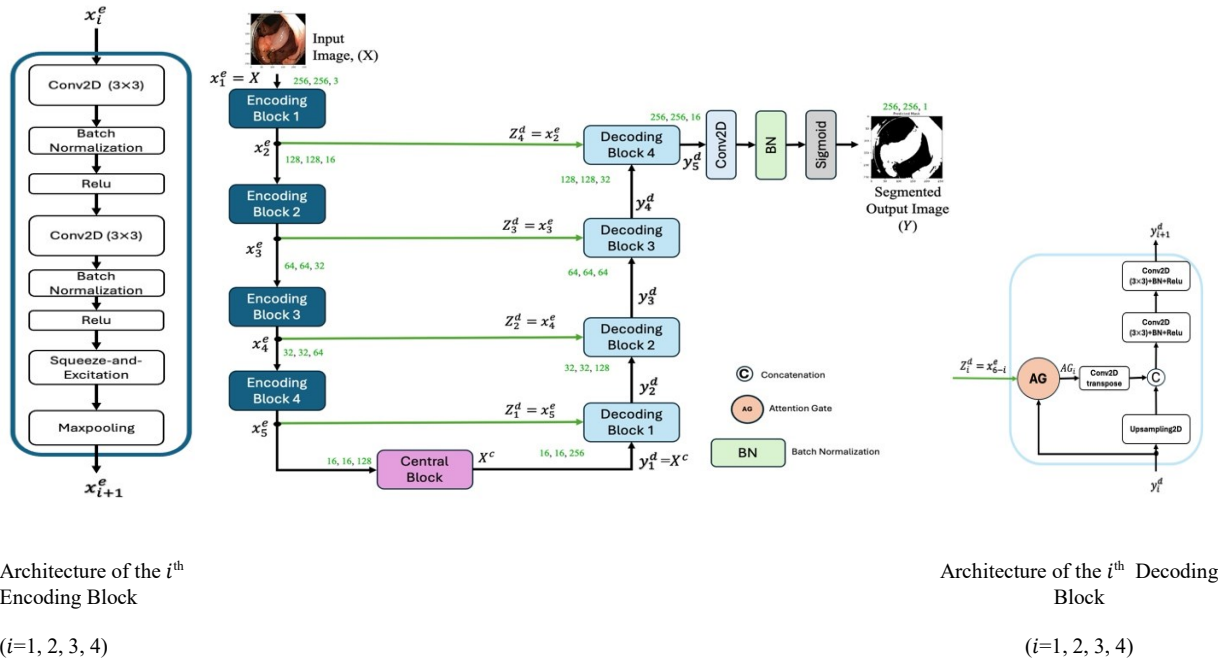 x_i^e
Conv2D (3×3)
Batch
Normalization
Relu
Conv2D (3×3)
Batch
Normalization
Relu
Squeeze-and-
Excitation
Maxpooling
x_{i+1}^e
Architecture of the i^th
Encoding Block
(i=1, 2, 3, 4)
Input
Image, (X)
x_1^e = X
256, 256, 3
Encoding
Block 1
x_2^e
128, 128, 16
Encoding
Block 2
x_3^e
64, 64, 32
Encoding
Block 3
x_4^e
32, 32, 64
Encoding
Block 4
x_5^e
16, 16, 128
Central
Block
X^c
16, 16, 256
y_1^d=X^c
Z_1^d = x_5^e
Decoding
Block 1
y_2^d
32, 32, 128
Z_2^d = x_4^e
Decoding
Block 2
y_3^d
64, 64, 64
Z_3^d = x_3^e
Decoding
Block 3
y_4^d
128, 128, 32
Z_4^d = x_2^e
Decoding
Block 4
256, 256, 16
y_5^d
Conv2D
BN
Sigmoid
256, 256, 1
Segmented
Output Image
(Y)
C
Concatenation
AG
Attention Gate
BN
Batch Normalization
y_{i+1}^d
Conv2D
(3×3)+BN+Relu
Conv2D
(3×3)+BN+Relu
Z_i^d = x_{6-i}^e
AG
AG_i
Conv2D
transpose
C
Upsampling2D
y_i^d
Architecture of the i^th Decoding
Block
(i=1, 2, 3, 4)